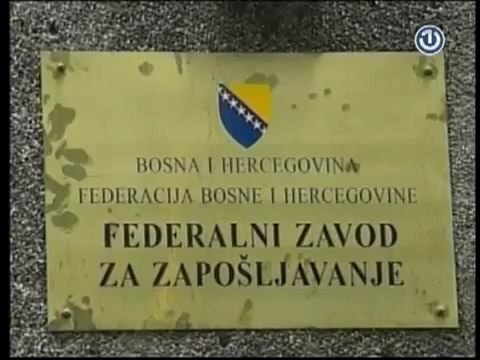 BOSNA I HERCEGOVINA
FEDERACIJA BOSNE I HERCEGOVINE
FEDERALNI ZAVOD
ZA ZAPOŠLJAVANJE